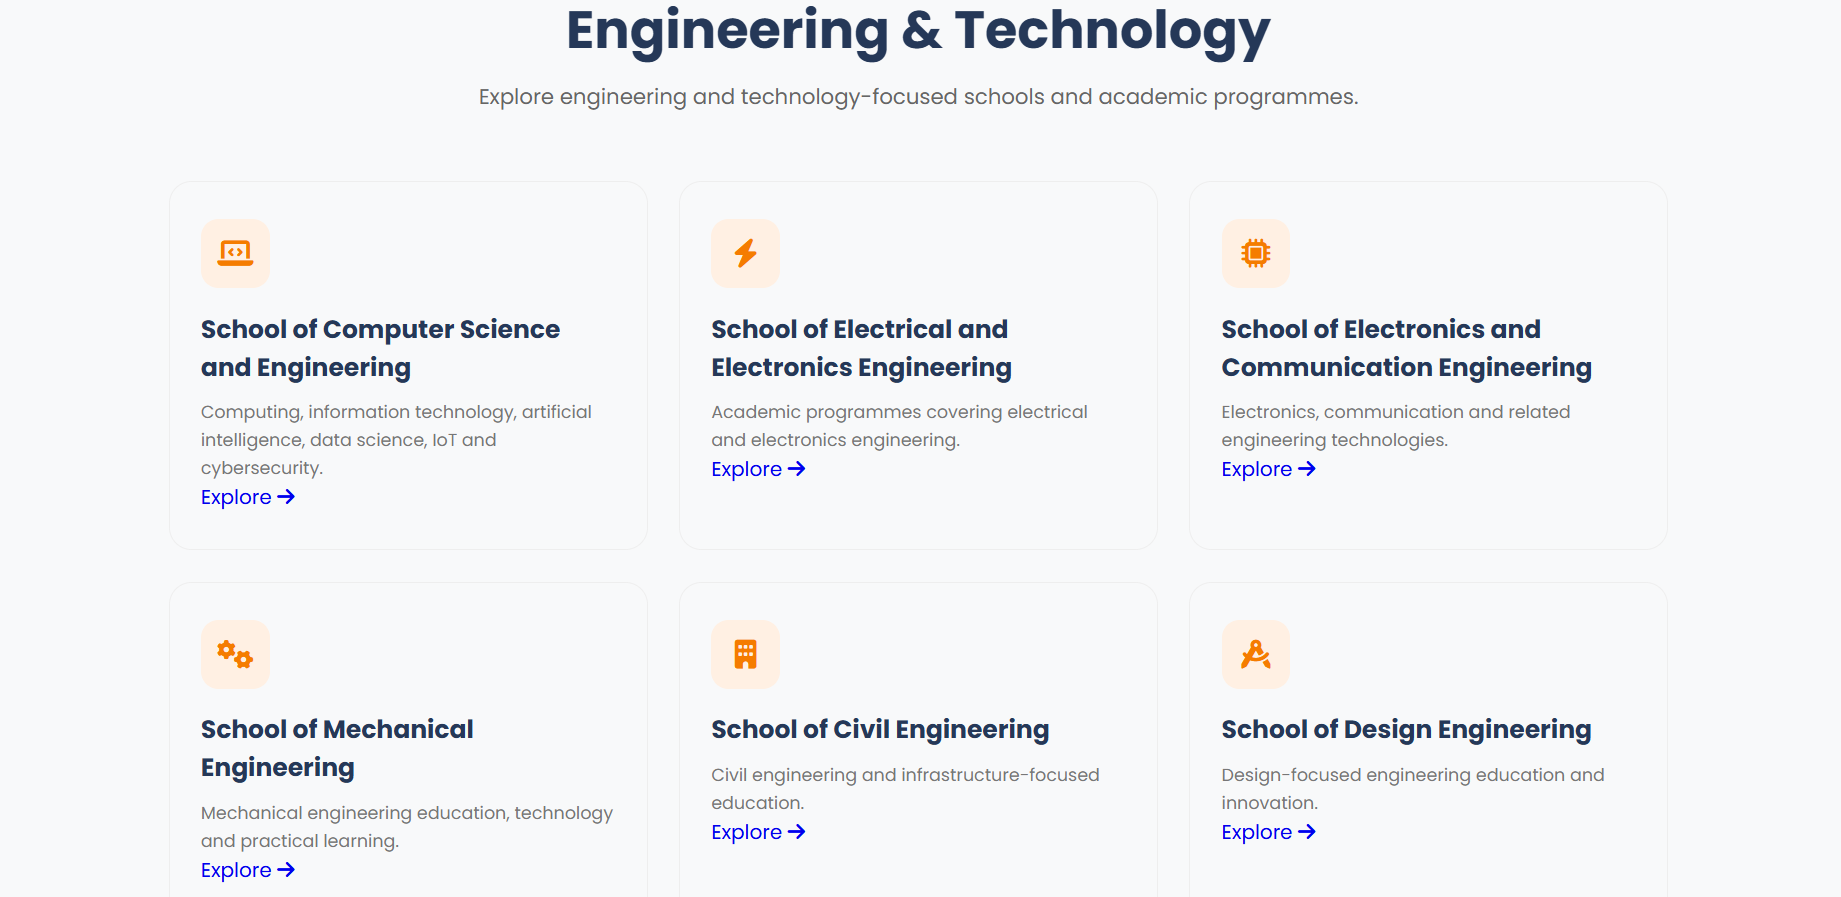 Engineering & Technology
Explore engineering and technology-focused schools and academic programmes.
School of Computer Science
and Engineering
Computing, information technology, artificial
intelligence, data science, IoT and
cybersecurity.
Explore →
School of Electrical and
Electronics Engineering
Academic programmes covering electrical
and electronics engineering.
Explore →
School of Electronics and
Communication Engineering
Electronics, communication and related
engineering technologies.
Explore →
School of Mechanical
Engineering
Mechanical engineering education, technology
and practical learning.
Explore →
School of Civil Engineering
Civil engineering and infrastructure-focused
education.
Explore →
School of Design Engineering
Design-focused engineering education and
innovation.
Explore →